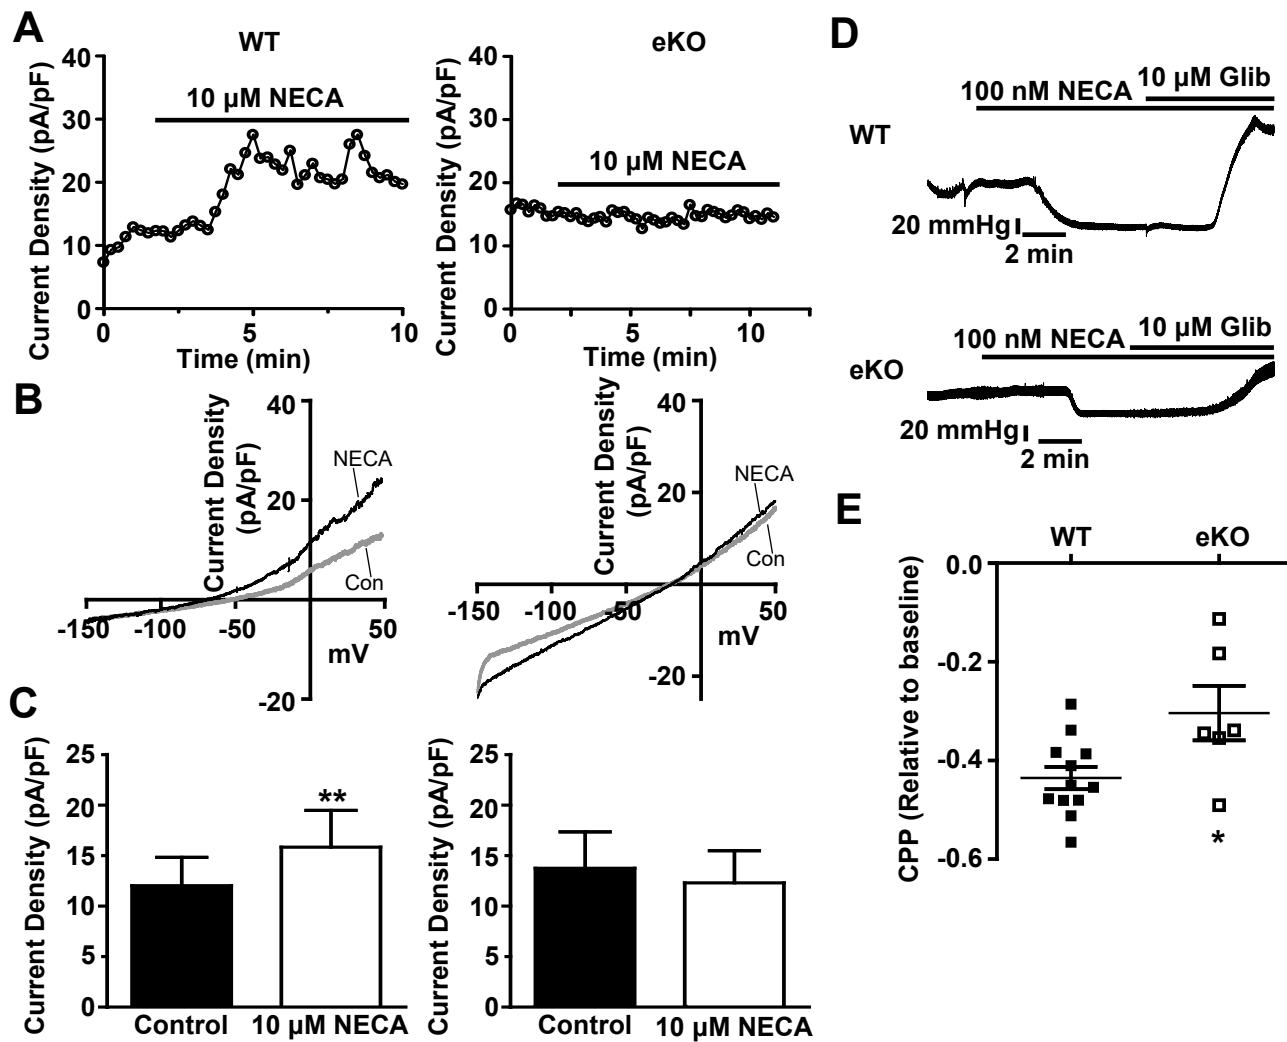 A
WT
Current Density (pA/pF)
40
30
20
10
0
10 µM NECA
0
5
10
Time (min)
eKO
Current Density (pA/pF)
40
30
20
10
0
10 µM NECA
0
5
10
Time (min)
B
Current Density
(pA/pF)
40
20
-20
NECA
Con
-150
-100
-50
50
mV
Current Density
(pA/pF)
40
20
-20
NECA
Con
-150
-100
-50
50
mV
C
Current Density (pA/pF)
25
20
15
10
5
0
**
Control
10 µM NECA
Current Density (pA/pF)
25
20
15
10
5
0
Control
10 µM NECA
D
WT
100 nM NECA
10 µM Glib
20 mmHg
2 min
eKO
100 nM NECA
10 µM Glib
20 mmHg
2 min
E
WT
eKO
CPP (Relative to baseline)
0.0
-0.2
-0.4
-0.6
*